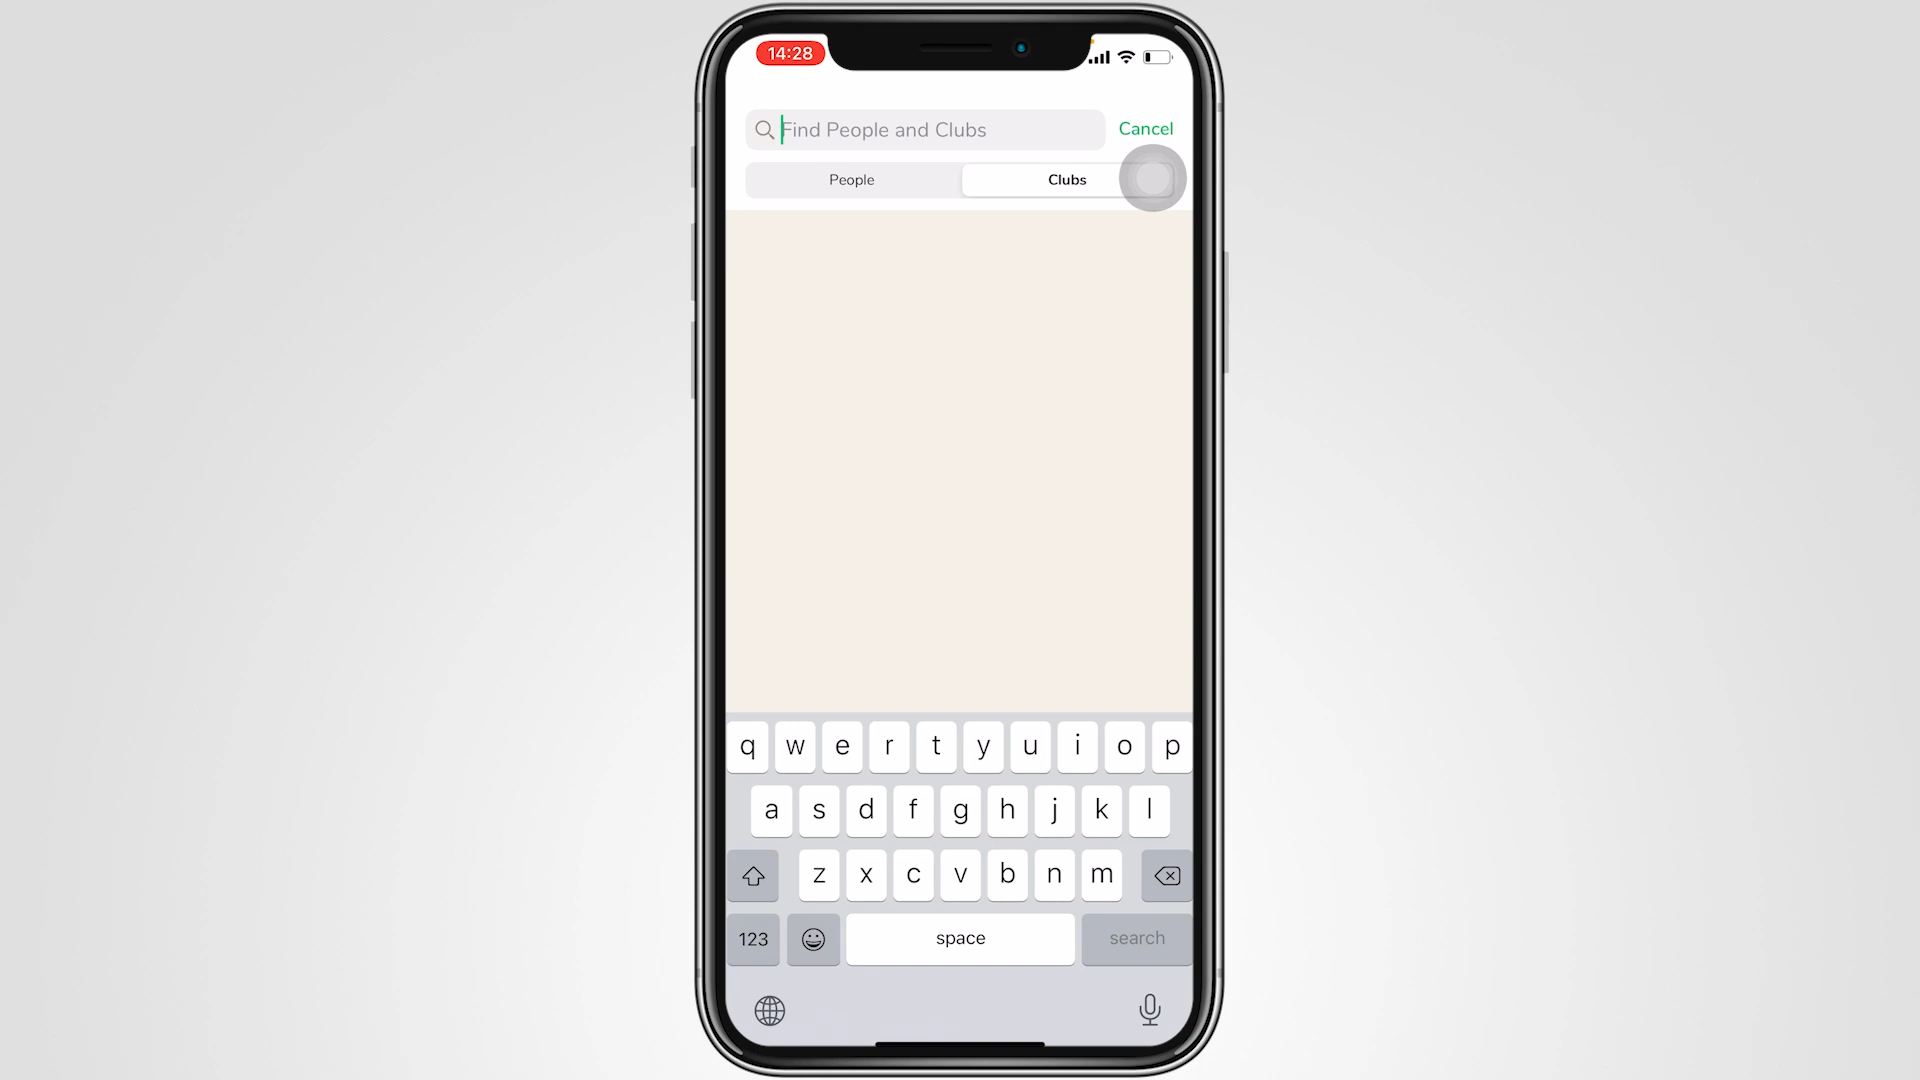 14:28
Find People and Clubs Cancel
People Clubs
q w e r t y u i o p
a s d f g h j k l
z x c v b n m
123 space search